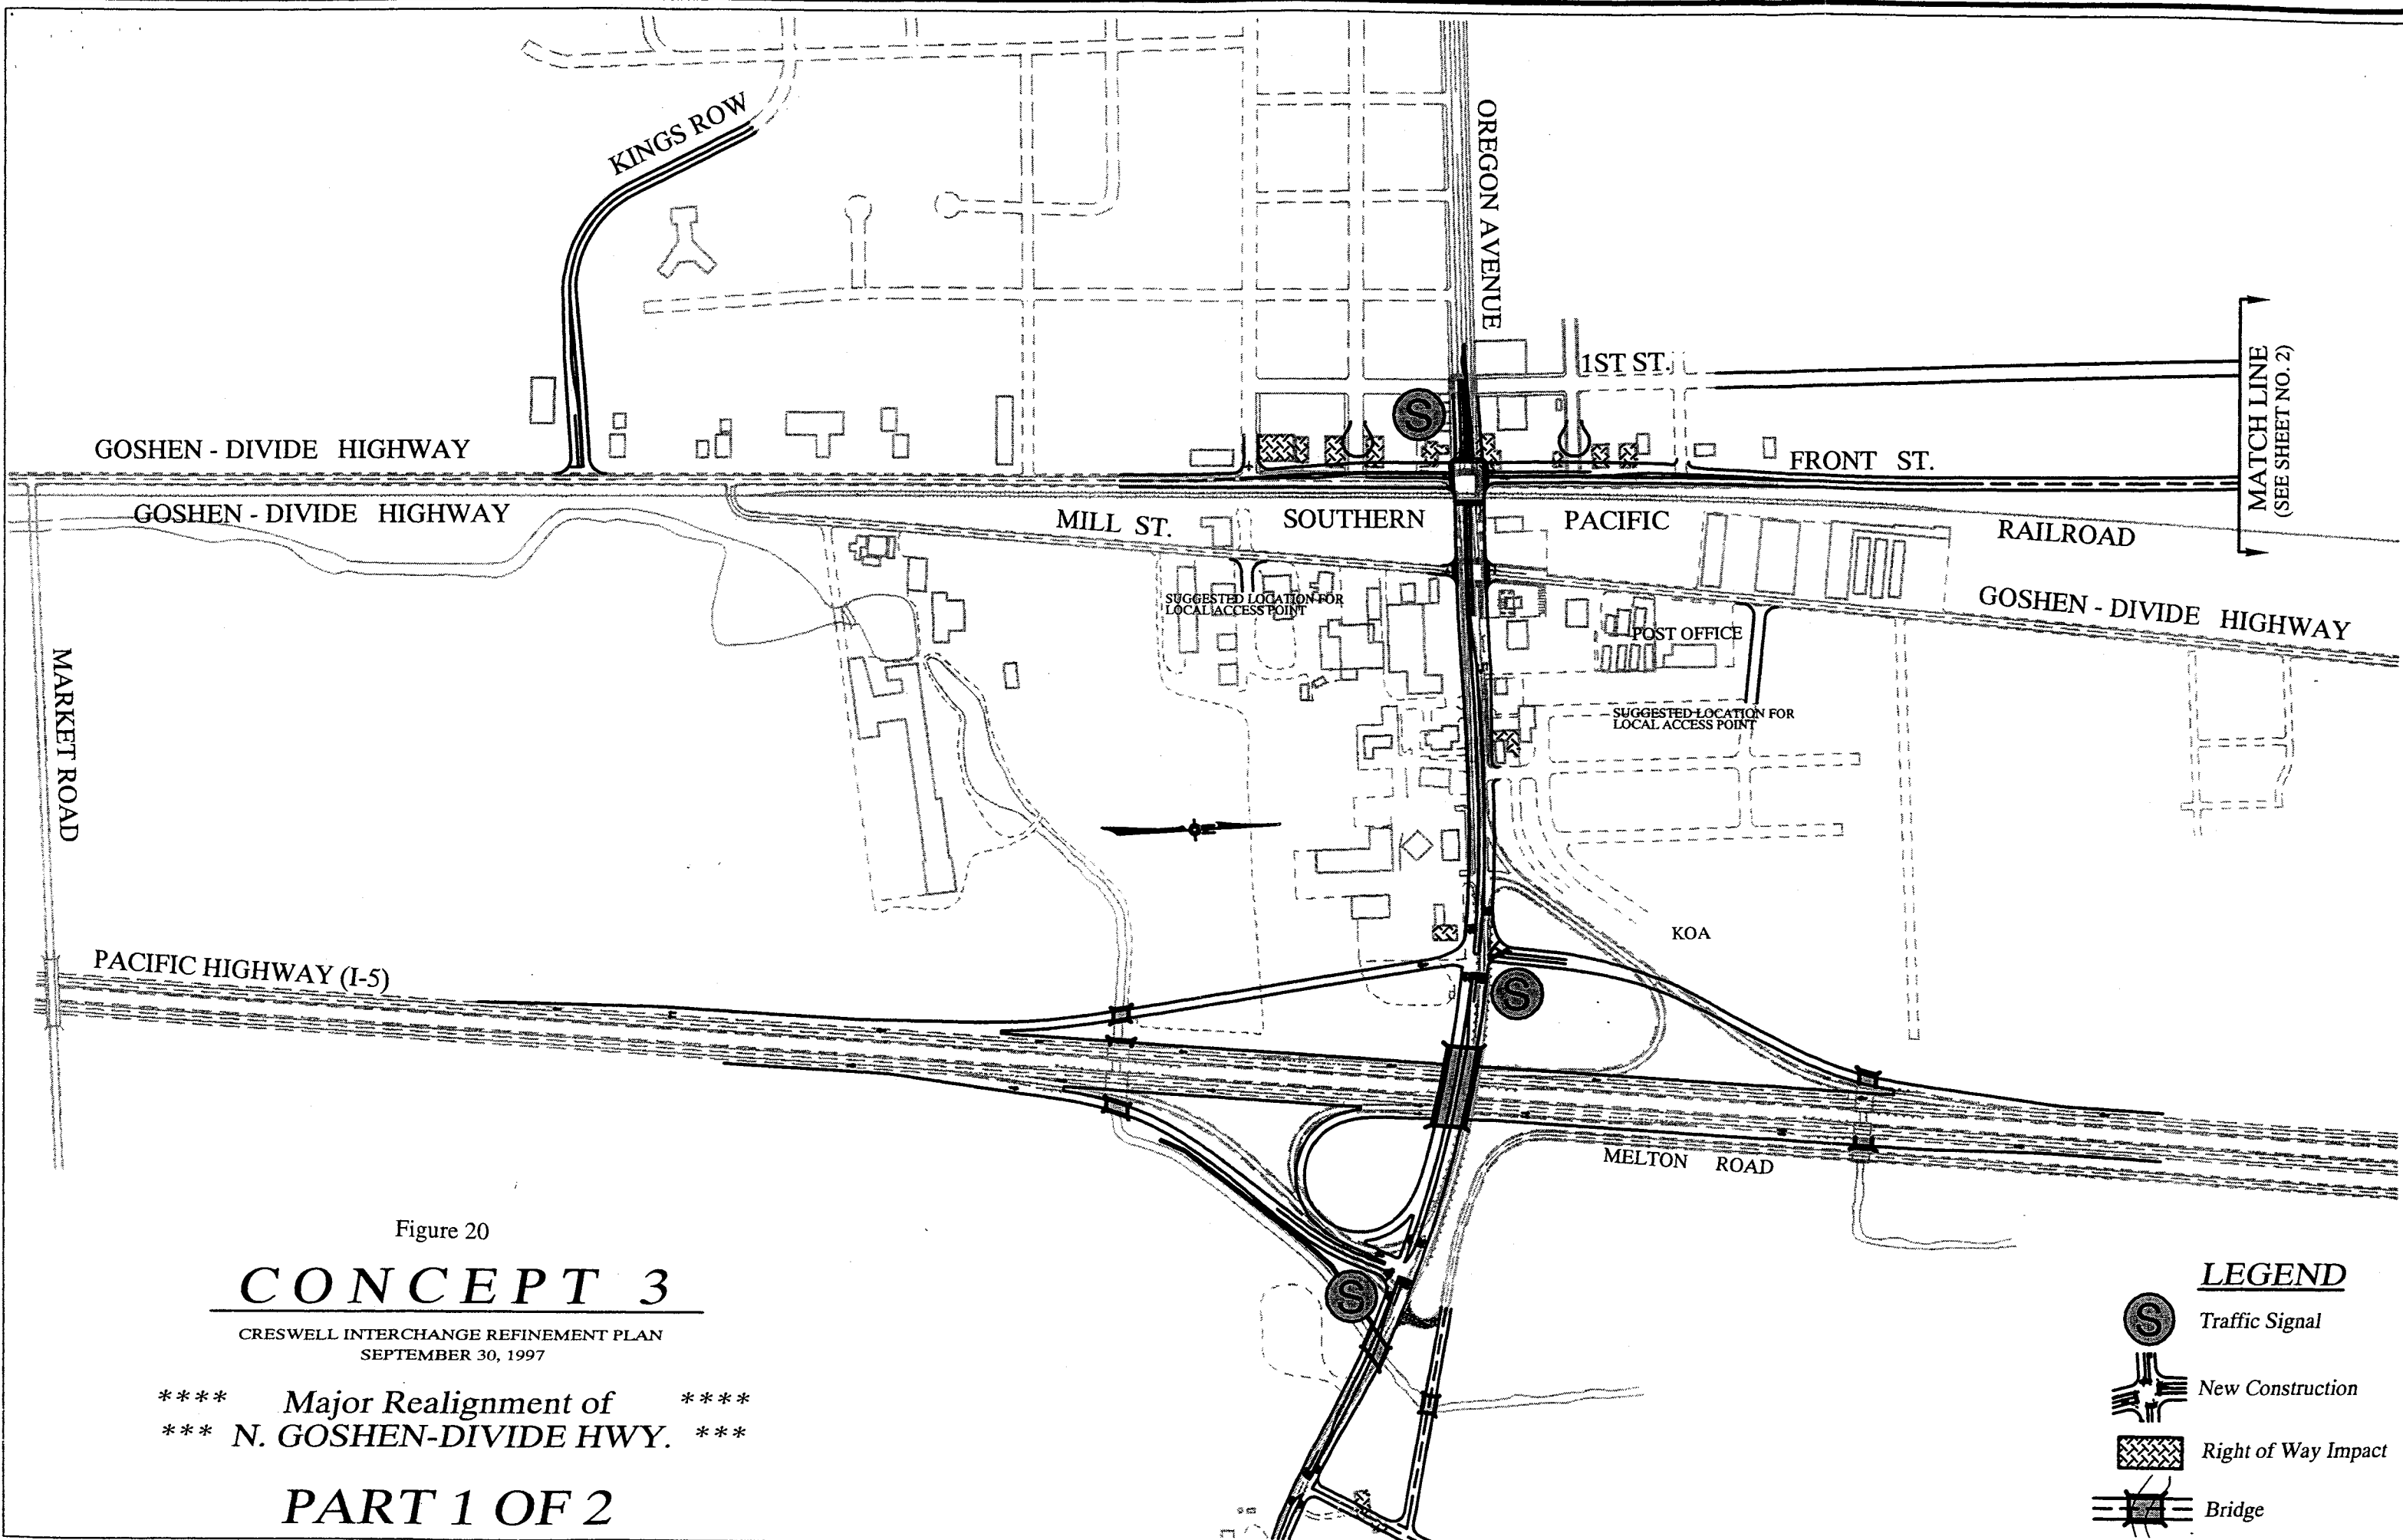 KINGS ROW
OREGON AVENUE
1ST ST.
MATCH LINE
(SEE SHEET NO. 2)
S
GOSHEN - DIVIDE HIGHWAY
FRONT ST.
GOSHEN - DIVIDE HIGHWAY
MILL ST.
SOUTHERN PACIFIC RAILROAD
SUGGESTED LOCATION FOR
LOCAL ACCESS POINT
GOSHEN - DIVIDE HIGHWAY
POST OFFICE
MARKET ROAD
SUGGESTED LOCATION FOR
LOCAL ACCESS POINT
N
KOA
PACIFIC HIGHWAY (I-5)
S
MELTON ROAD
S
Figure 20
CONCEPT 3
CRESWELL INTERCHANGE REFINEMENT PLAN
SEPTEMBER 30, 1997
**** Major Realignment of ****
*** N. GOSHEN-DIVIDE HWY. ***
PART 1 OF 2
LEGEND
S Traffic Signal
New Construction
Right of Way Impact
Bridge